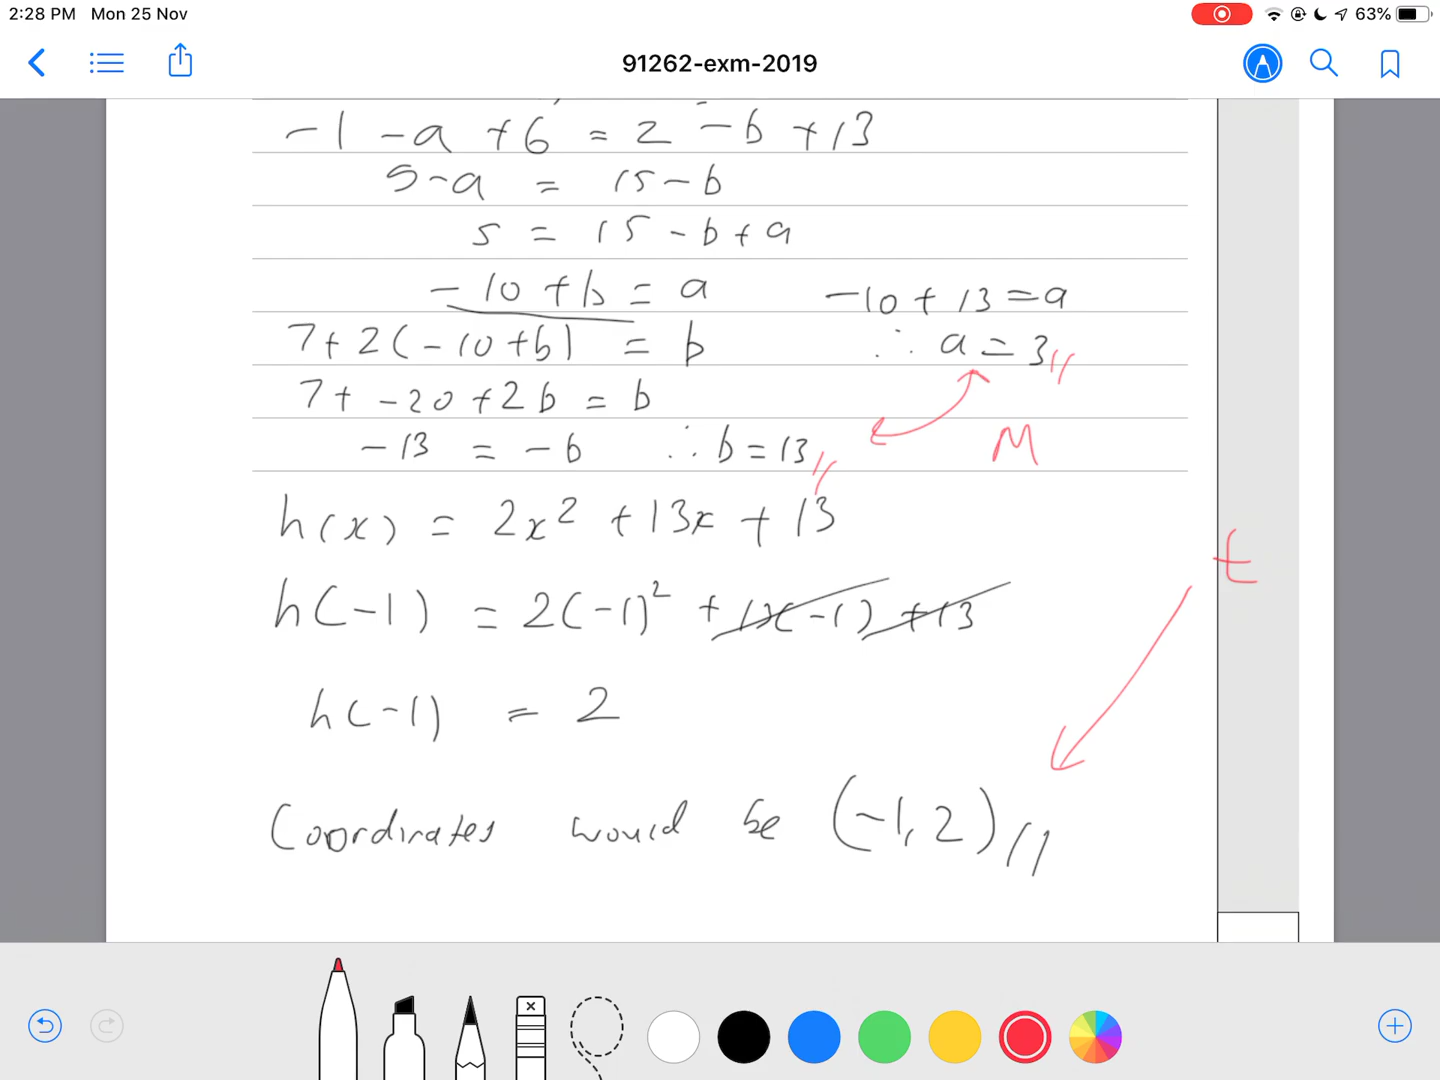 2:28 PM Mon 25 Nov 63%
91262-exm-2019
-1 -a +6 = 2 -b +13
5-a = 15-b
5 = 15-b+a
-10+b = a -10+13=a
7+2(-10+b) = b ∴ a=3//
7+ -20 +2b = b
-13 = -b ∴ b=13// M
h(x) = 2x² +13x + 13
t
h(-1) = 2(-1)² +13(-1) +13
h(-1) = 2
Coordinates would be (-1,2)//